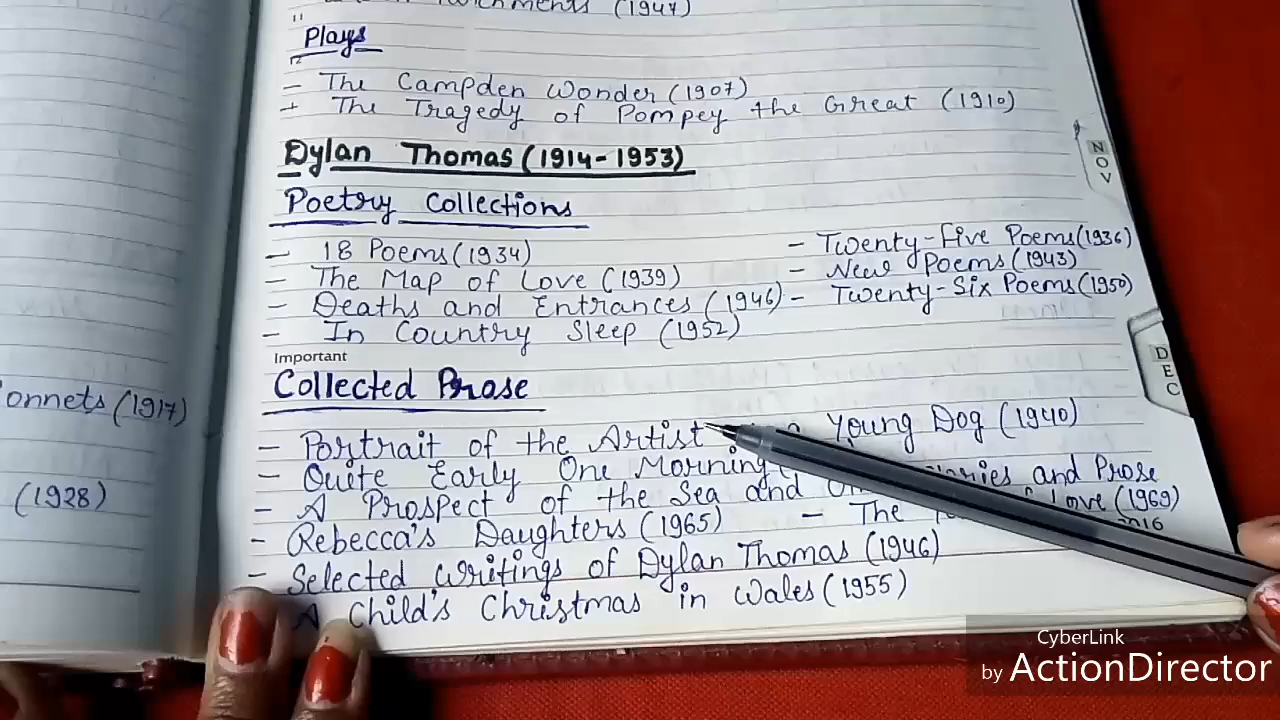 (1947)
Plays
- The Campden Wonder (1907)
- The Tragedy of Pompey the Great (1910)
Dylan Thomas (1914-1953)
Poetry Collections
- 18 Poems (1934) - Twenty-Five Poems (1936)
- The Map of Love (1939) - New Poems (1943)
- Deaths and Entrances (1946) - Twenty-Six Poems (1950)
- In Country Sleep (1952)
Important
Collected Prose
- Portrait of the Artist Young Dog (1940)
- Quite Early One Morning
- A Prospect of the Sea and and Prose
- Rebecca's Daughters (1965) - The Love (1969)
- Selected Writings of Dylan Thomas (1946)
A Child's Christmas in Wales (1955)
(1917)
(1928)
NOV
DEC
CyberLink
by ActionDirector